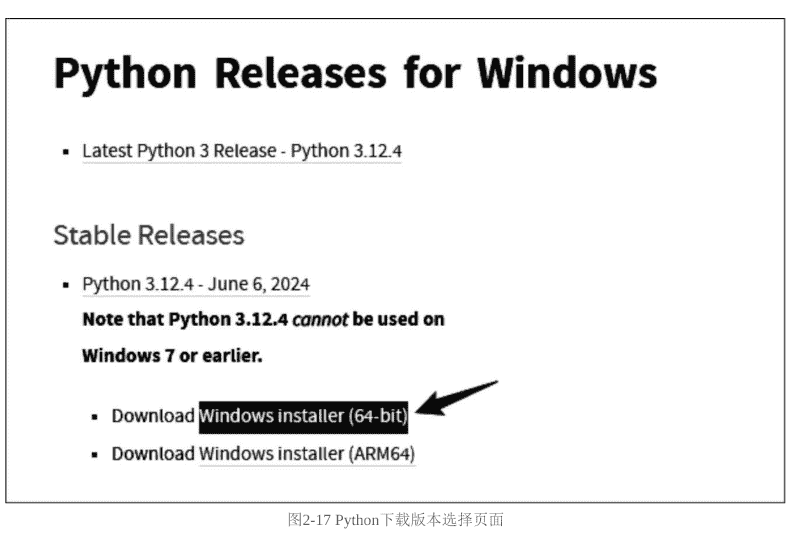 Python Releases for Windows
Latest Python 3 Release - Python 3.12.4
Stable Releases
Python 3.12.4 - June 6, 2024
Note that Python 3.12.4 cannot be used on
Windows 7 or earlier.
Download Windows installer (64-bit)
Download Windows installer (ARM64)
图2-17 Python下载版本选择页面